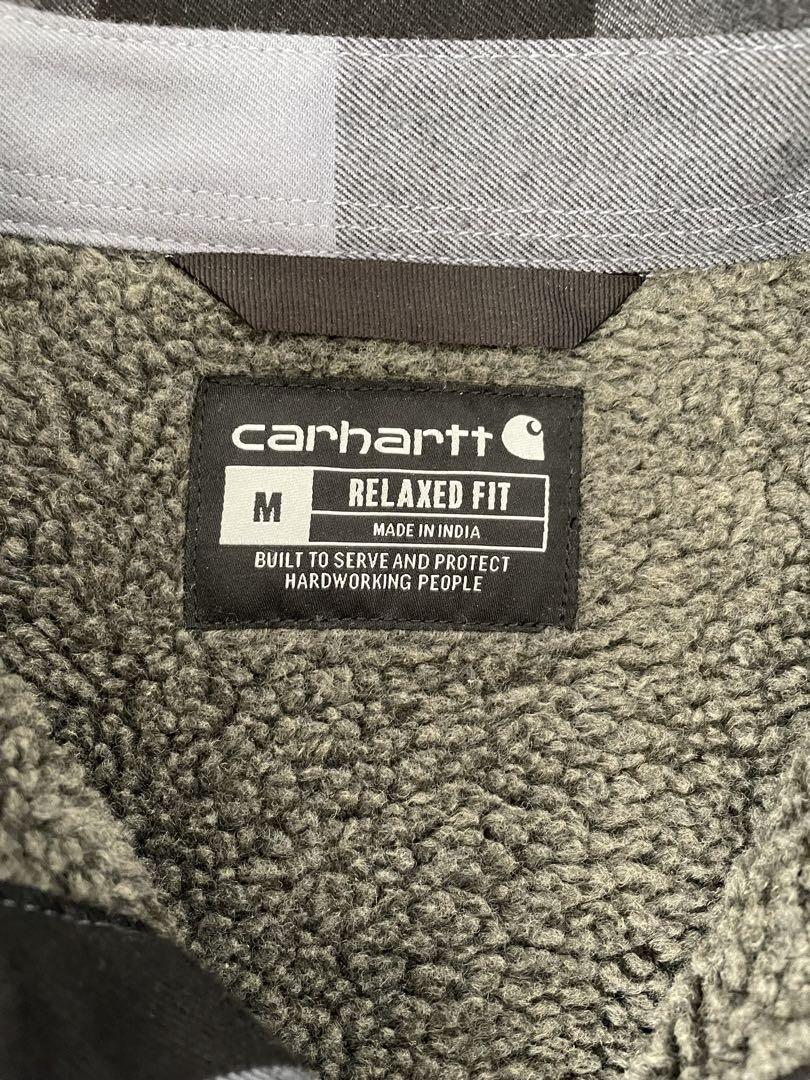 carhartt
M
RELAXED FIT
MADE IN INDIA
BUILT TO SERVE AND PROTECT
HARDWORKING PEOPLE